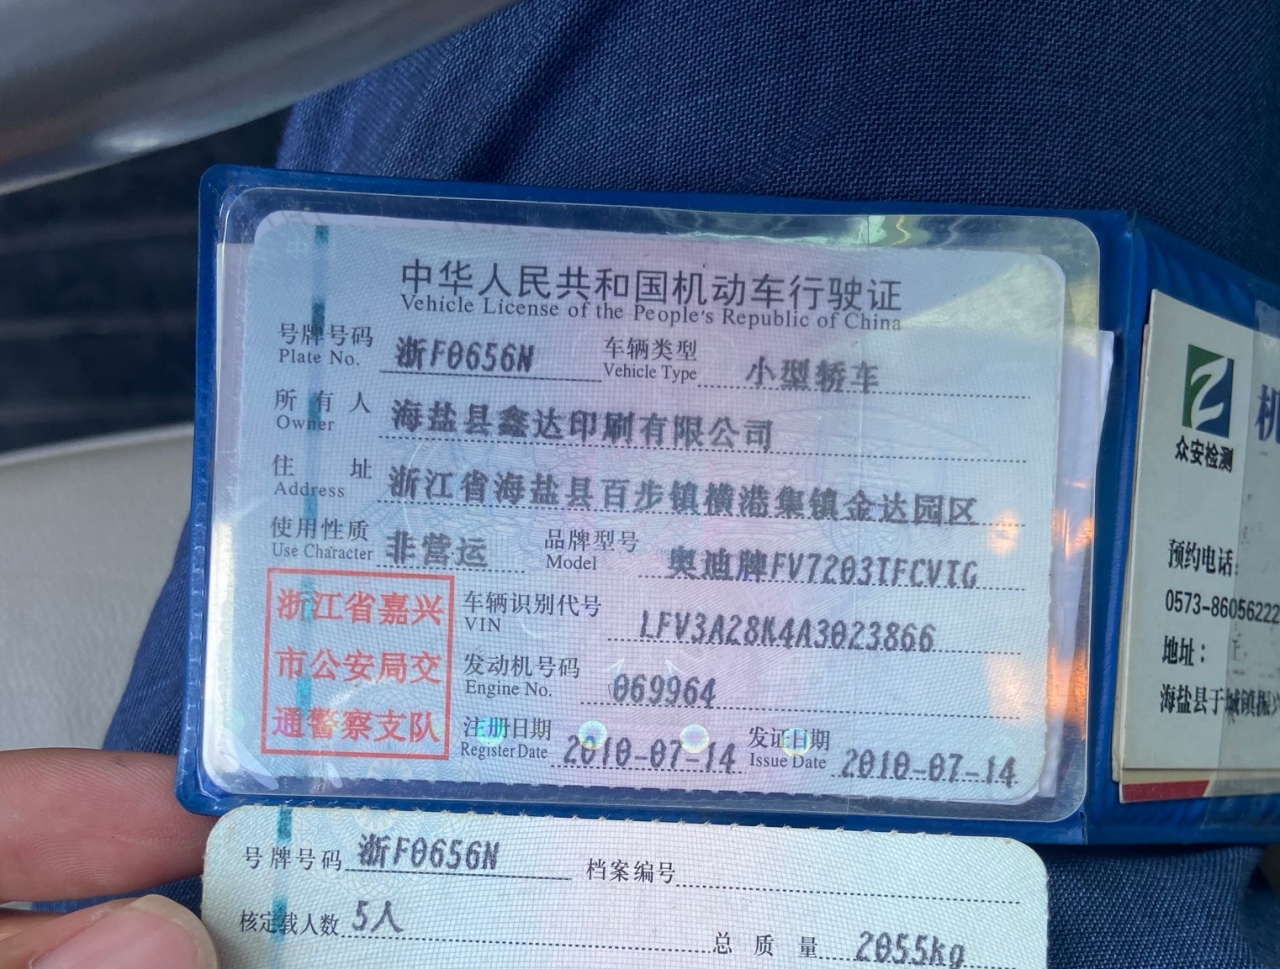 中华人民共和国机动车行驶证
Vehicle License of the People's Republic of China
号牌号码 浙F0656N 车辆类型 小型轿车
Plate No. Vehicle Type
所有人 海盐县鑫达印刷有限公司
Owner
住址 浙江省海盐县百步镇横港集镇金达园区
Address
使用性质 非营运 品牌型号 奥迪牌FV7203TFCVTG
Use Character Model
浙江省嘉兴
市公安局交
通警察支队
车辆识别代号 LFV3A28K4A3023866
VIN
发动机号码 069964
Engine No.
注册日期 2010-07-14 发证日期 2010-07-14
Register Date Issue Date
号牌号码 浙F0656N 档案编号
核定载人数 5人 总质量 2055kg
众安检测
机
预约电话:
0573-86056222
地址:
海盐县于城镇